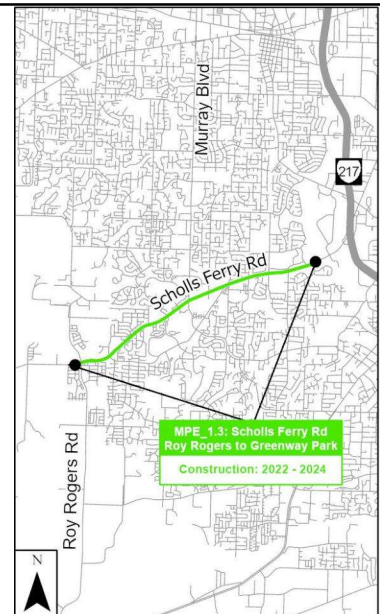 Murray Blvd
217
Scholls Ferry Rd
MPE_1.3: Scholls Ferry Rd
Roy Rogers to Greenway Park
Construction: 2022 - 2024
Roy Rogers Rd
N